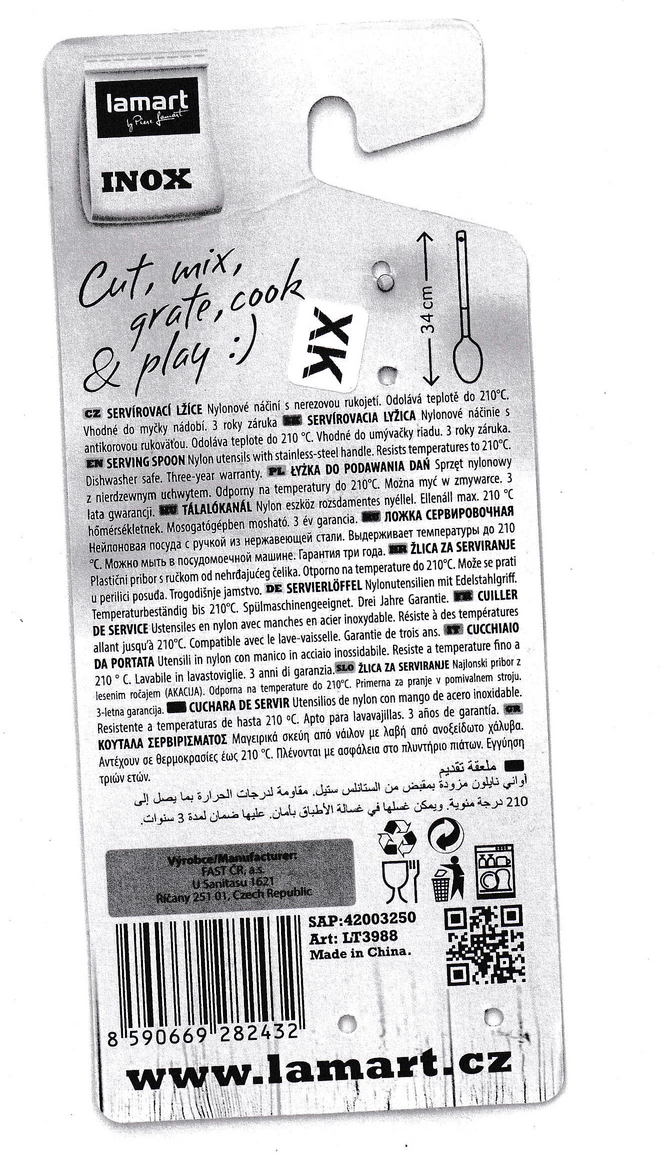 lamart
by Piere Lamart
INOX
Cut, mix,
grate, cook
& play :)
XK
34 cm
CZ SERVÍROVACÍ LŽÍCE Nylonové náčiní s nerezovou rukojetí. Odolává teplotě do 210°C.
Vhodné do myčky nádobí. 3 roky záruka SK SERVÍROVACIA LYŽICA Nylonové náčinie s
antikorovou rukoväťou. Odoláva teplote do 210 °C. Vhodné do umývačky riadu. 3 roky záruka.
EN SERVING SPOON Nylon utensils with stainless-steel handle. Resists temperatures to 210°C.
Dishwasher safe. Three-year warranty. PL ŁYŻKA DO PODAWANIA DAŃ Sprzęt nylonowy
z nierdzewnym uchwytem. Odporny na temperatury do 210°C. Można myć w zmywarce. 3
lata gwarancji. HU TÁLALÓKANÁL Nylon eszköz rozsdamentes nyéllel. Ellenáll max. 210 °C
hőmérsékletnek. Mosogatógépben mosható. 3 év garancia. RU ЛОЖКА СЕРВИРОВОЧНАЯ
Нейлоновая посуда с ручкой из нержавеющей стали. Выдерживает температуры до 210
°C. Можно мыть в посудомоечной машине. Гарантия три года. HR ŽLICA ZA SERVIRANJE
Plastični pribor s ručkom od nehrđajućeg čelika. Otporno na temperature do 210°C. Može se prati
u perilici posuđa. Trogodišnje jamstvo. DE SERVIERLÖFFEL Nylonutensilien mit Edelstahlgriff.
Temperaturbeständig bis 210°C. Spülmaschinengeeignet. Drei Jahre Garantie. FR CUILLER
DE SERVICE Ustensiles en nylon avec manches en acier inoxydable. Résiste à des températures
allant jusqu'à 210°C. Compatible avec le lave-vaisselle. Garantie de trois ans. IT CUCCHIAIO
DA PORTATA Utensili in nylon con manico in acciaio inossidabile. Resiste a temperature fino a
210 ° C. Lavabile in lavastoviglie. 3 anni di garanzia. SLO ŽLICA ZA SERVIRANJE Najlonski pribor z
lesenim ročajem (AKACIJA). Odporna na temperature do 210°C. Primerna za pranje v pomivalnem stroju.
3-letna garancija. CUCHARA DE SERVIR Utensilios de nylon con mango de acero inoxidable.
Resistente a temperaturas de hasta 210 ºC. Apto para lavavajillas. 3 años de garantía. GR
ΚΟΥΤΑΛΑ ΣΕΡΒΙΡΙΣΜΑΤΟΣ Μαγειρικά σκεύη από νάιλον με λαβή από ανοξείδωτο χάλυβα.
Αντέχουν σε θερμοκρασίες έως 210 °C. Πλένονται με ασφάλεια στο πλυντήριο πιάτων. Εγγύηση
τριών ετών.
ملعقة تقديم
أواني نايلون مزودة بمقبض من الستانلس ستيل. مقاومة لدرجات الحرارة بما يصل إلى
210 درجة مئوية. ويمكن غسلها في غسالة الأطباق بأمان. عليها ضمان لمدة 3 سنوات.
Výrobce/Manufacturer:
FAST ČR, a.s.
U Sanitasu 1621
Říčany 251 01, Czech Republic
SAP:42003250
Art: LT3988
Made in China.
8 590669 282432
www.lamart.cz